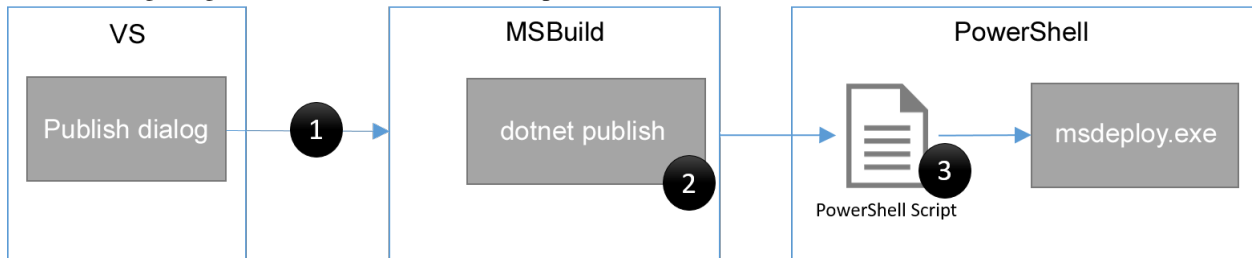 VS
MSBuild
PowerShell
Publish dialog
1
dotnet publish
2
3
msdeploy.exe
PowerShell Script